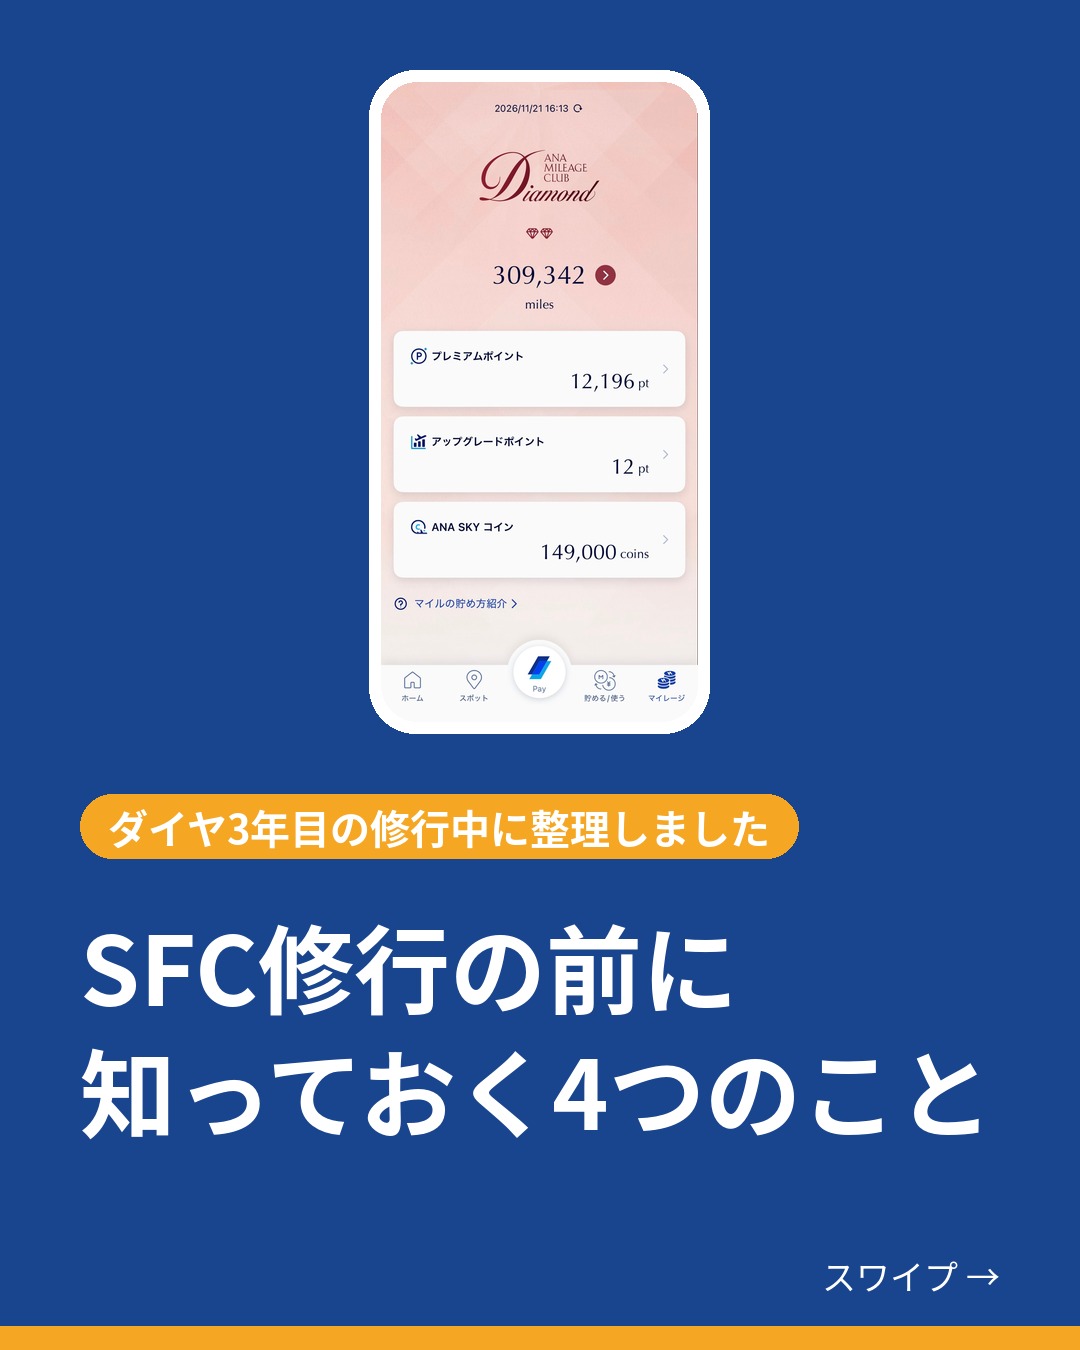 2026/11/21 16:13
ANA
MILEAGE
CLUB
Diamond
309,342
miles
プレミアムポイント
12,196 pt
アップグレードポイント
12 pt
ANA SKY コイン
149,000 coins
マイルの貯め方紹介
ホーム
スポット
Pay
貯める/使う
マイレージ
ダイヤ3年目の修行中に整理しました
SFC修行の前に
知っておく4つのこと
スワイプ →